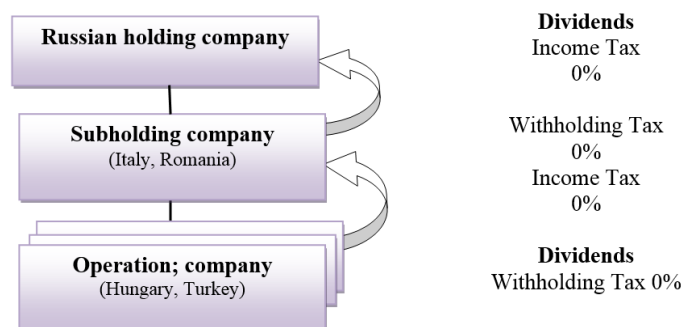 Russian holding company
Dividends
Income Tax
0%
Subholding company
(Italy, Romania)
Withholding Tax
0%
Income Tax
0%
Operation; company
(Hungary, Turkey)
Dividends
Withholding Tax 0%